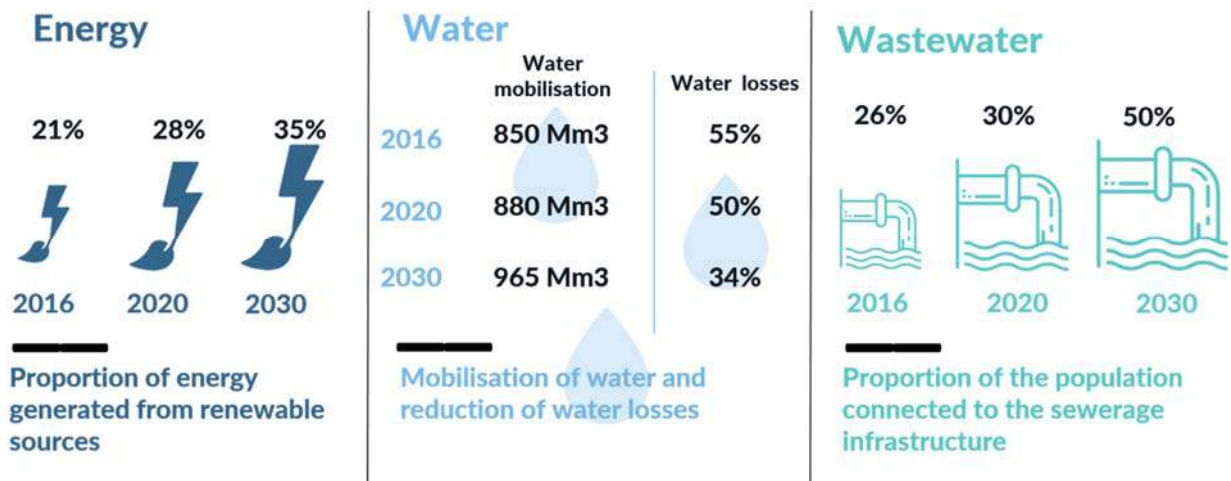 Energy
21%
28%
35%
2016
2020
2030
Proportion of energy
generated from renewable
sources
Water
Water
mobilisation
Water losses
2016
850 Mm3
55%
2020
880 Mm3
50%
2030
965 Mm3
34%
Mobilisation of water and
reduction of water losses
Wastewater
26%
30%
50%
2016
2020
2030
Proportion of the population
connected to the sewerage
infrastructure